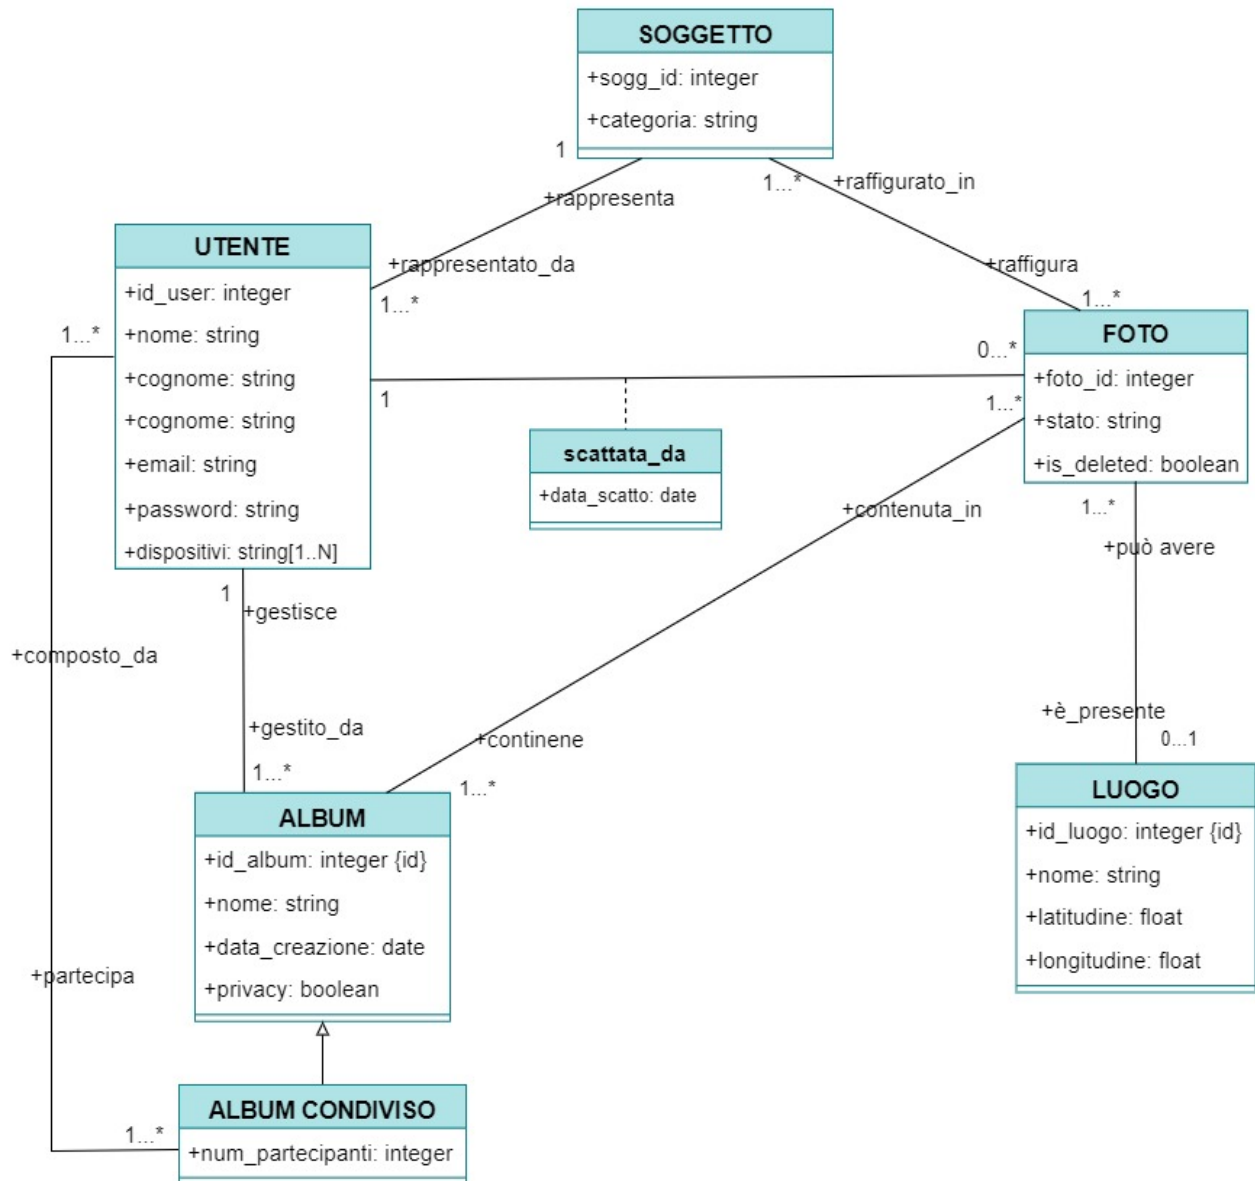 SOGGETTO
+sogg_id: integer
+categoria: string
1
1...*
+raffigurato_in
+rappresenta
UTENTE
+rappresentato_da
+raffigura
+id_user: integer
1...*
1...*
1...*
+nome: string
FOTO
0...*
+cognome: string
+foto_id: integer
1
1...*
+cognome: string
+stato: string
scattata_da
+email: string
+is_deleted: boolean
+data_scatto: date
+password: string
1...*
+contenuta_in
+dispositivi: string[1..N]
+può avere
1
+gestisce
+composto_da
+è_presente
+gestito_da
+continene
0...1
1...*
1...*
LUOGO
ALBUM
+id_luogo: integer {id}
+id_album: integer {id}
+nome: string
+nome: string
+latitudine: float
+data_creazione: date
+longitudine: float
+partecipa
+privacy: boolean
ALBUM CONDIVISO
1...*
+num_partecipanti: integer